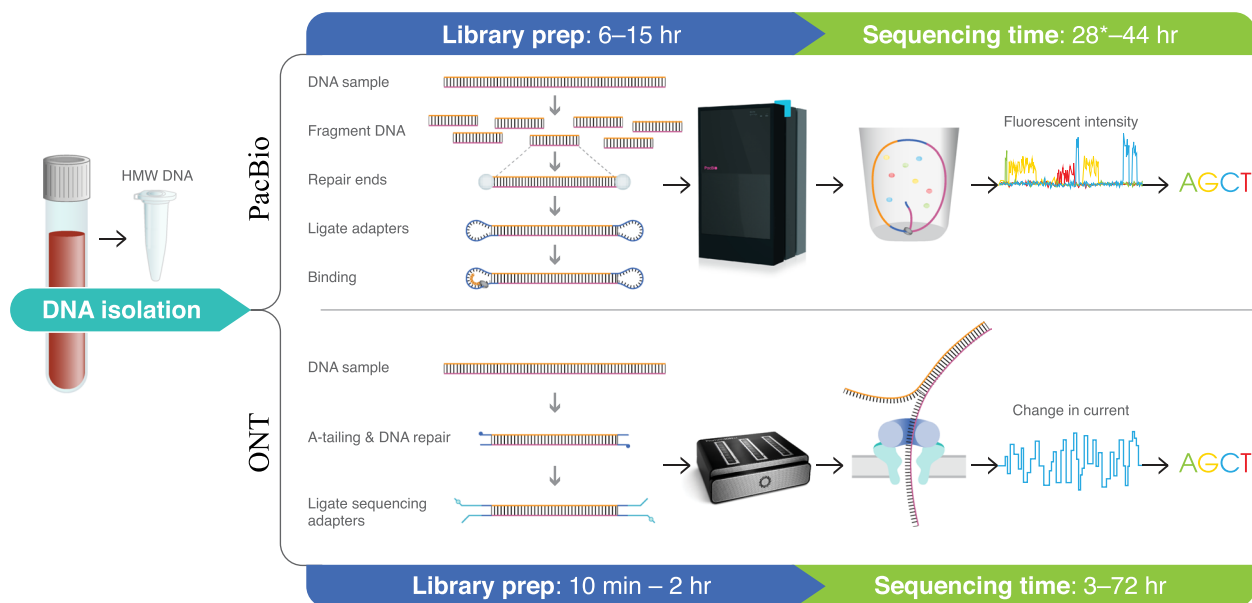 Library prep: 6–15 hr
Sequencing time: 28*–44 hr
PacBio
DNA sample
Fragment DNA
Repair ends
Ligate adapters
Binding
HMW DNA
PacBio
Fluorescent intensity
AGCT
DNA isolation
ONT
DNA sample
A-tailing & DNA repair
Ligate sequencing
adapters
Change in current
AGCT
Library prep: 10 min – 2 hr
Sequencing time: 3–72 hr